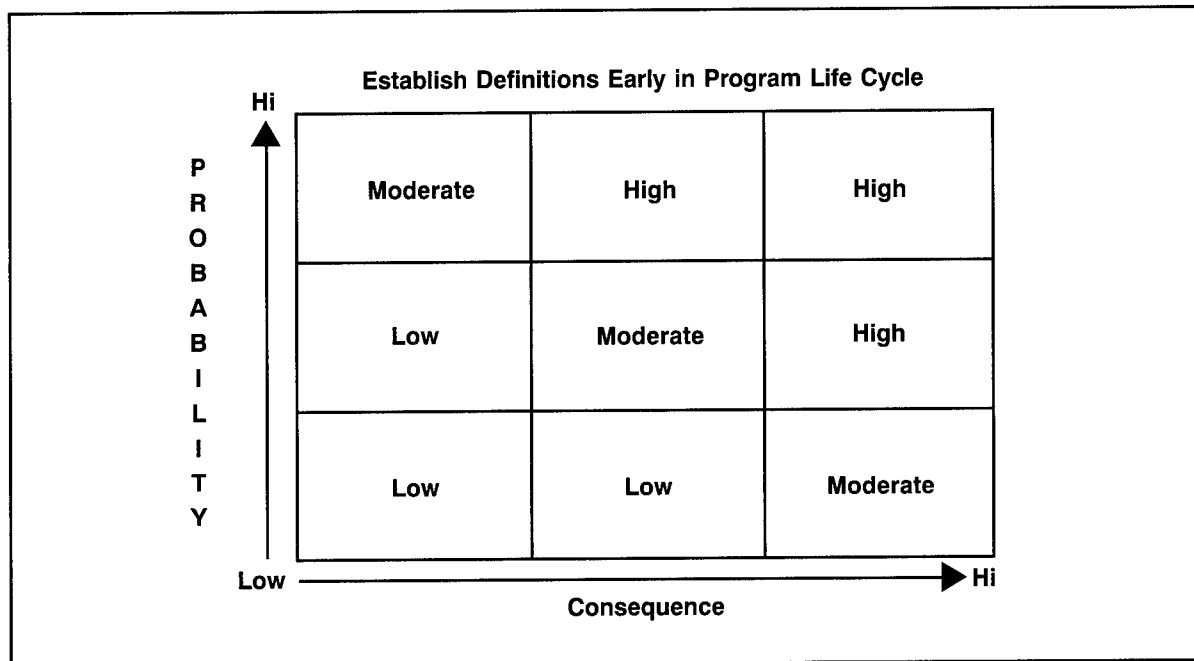 Establish Definitions Early in Program Life Cycle
Hi
PROBABILITY
Moderate High High
Low Moderate High
Low Low Moderate
Low Hi
Consequence